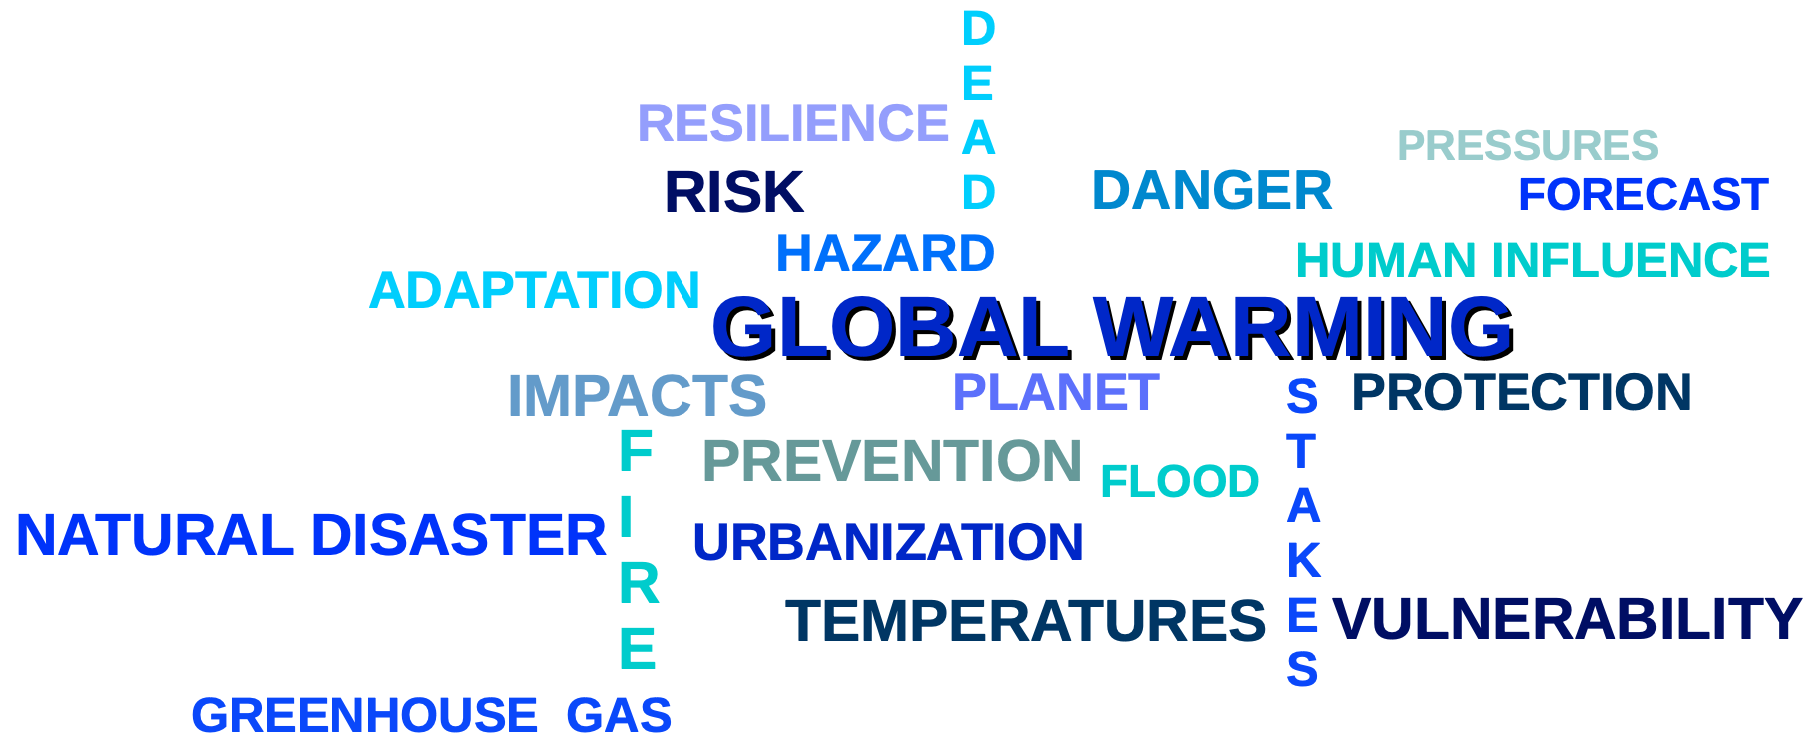 DEAD
RESILIENCE
PRESSURES
RISK
DANGER
FORECAST
HAZARD
HUMAN INFLUENCE
ADAPTATION
GLOBAL WARMING
IMPACTS
PLANET
STAKES
PROTECTION
FIRE
PREVENTION
FLOOD
NATURAL DISASTER
URBANIZATION
TEMPERATURES
VULNERABILITY
GREENHOUSE GAS